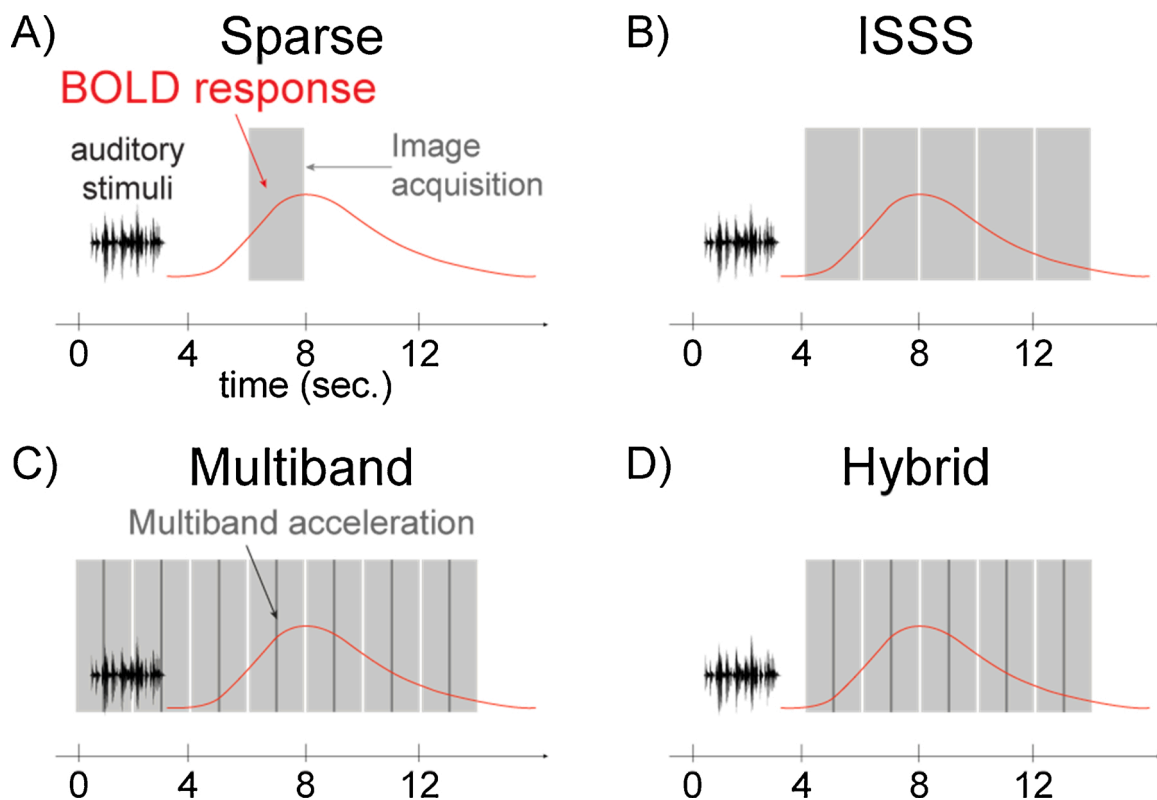 A) Sparse
BOLD response
auditory
stimuli
Image
acquisition
0 4 8 12
time (sec.)
B) ISSS
0 4 8 12
C) Multiband
Multiband acceleration
0 4 8 12
D) Hybrid
0 4 8 12